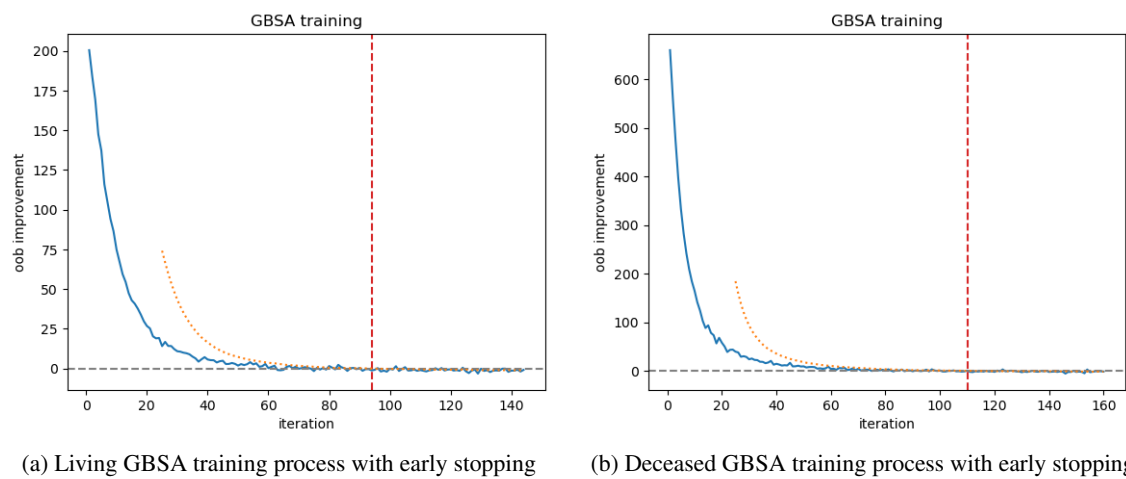 GBSA training
200
175
150
125
100
75
50
25
0
oob improvement
0 20 40 60 80 100 120 140
iteration
(a) Living GBSA training process with early stopping
GBSA training
600
500
400
300
200
100
0
oob improvement
0 20 40 60 80 100 120 140 160
iteration
(b) Deceased GBSA training process with early stopping